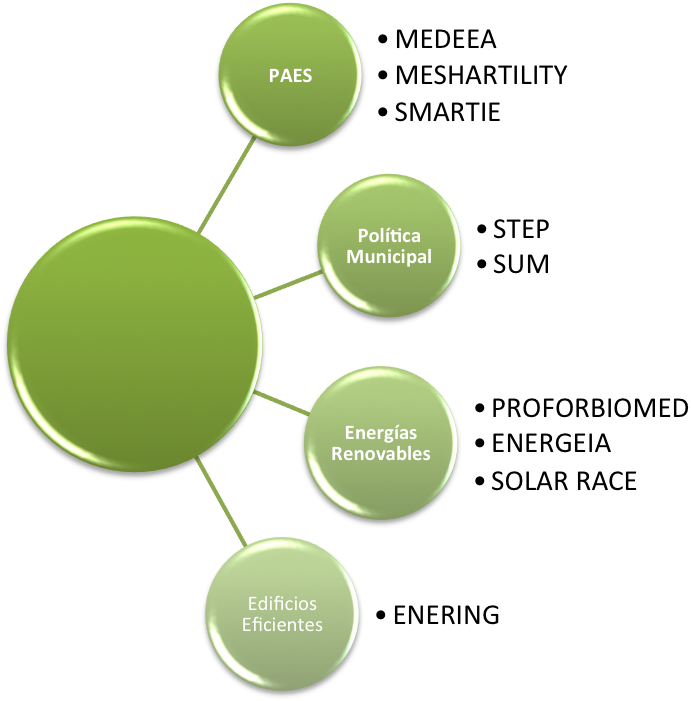 PAES
• MEDEEA
• MESHARTILITY
• SMARTIE
Política
Municipal
• STEP
• SUM
Energías
Renovables
• PROFORBIOMED
• ENERGEIA
• SOLAR RACE
Edificios
Eficientes
• ENERING